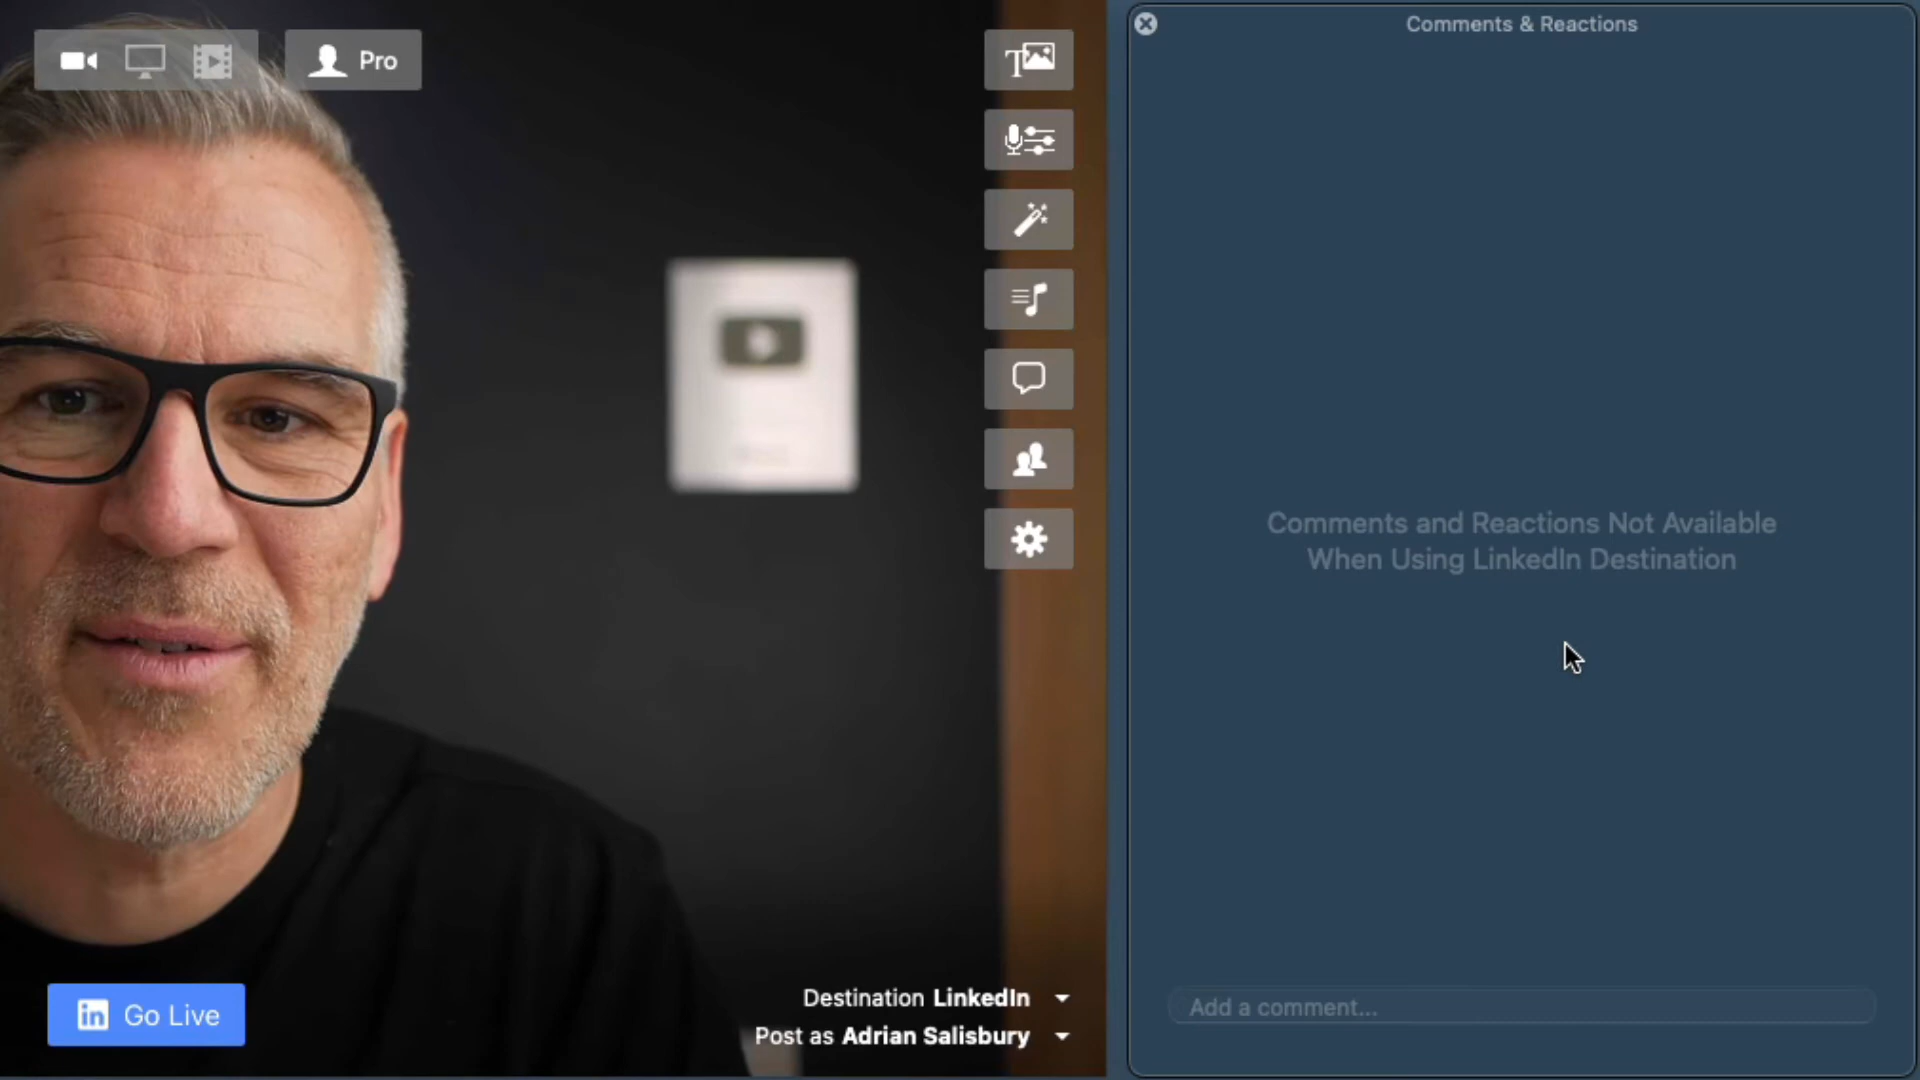 Pro
Comments & Reactions
Comments and Reactions Not Available
When Using LinkedIn Destination
Add a comment...
in Go Live
Destination LinkedIn
Post as Adrian Salisbury